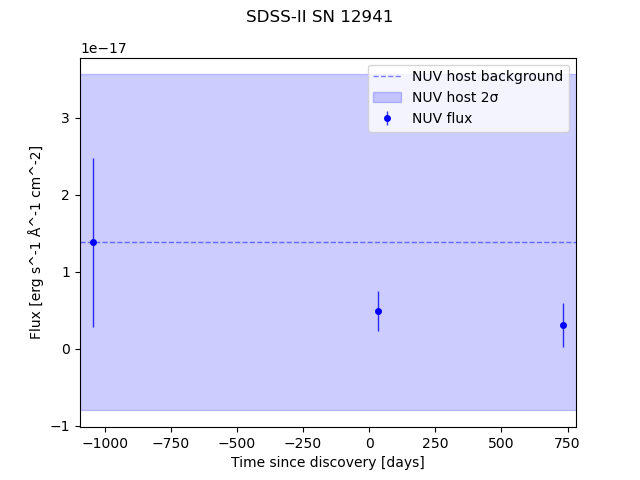 SDSS-II SN 12941
1e−17
NUV host background
NUV host 2σ
NUV flux
3
2
1
0
−1
Flux [erg s^-1 Å^-1 cm^-2]
−1000 −750 −500 −250 0 250 500 750
Time since discovery [days]